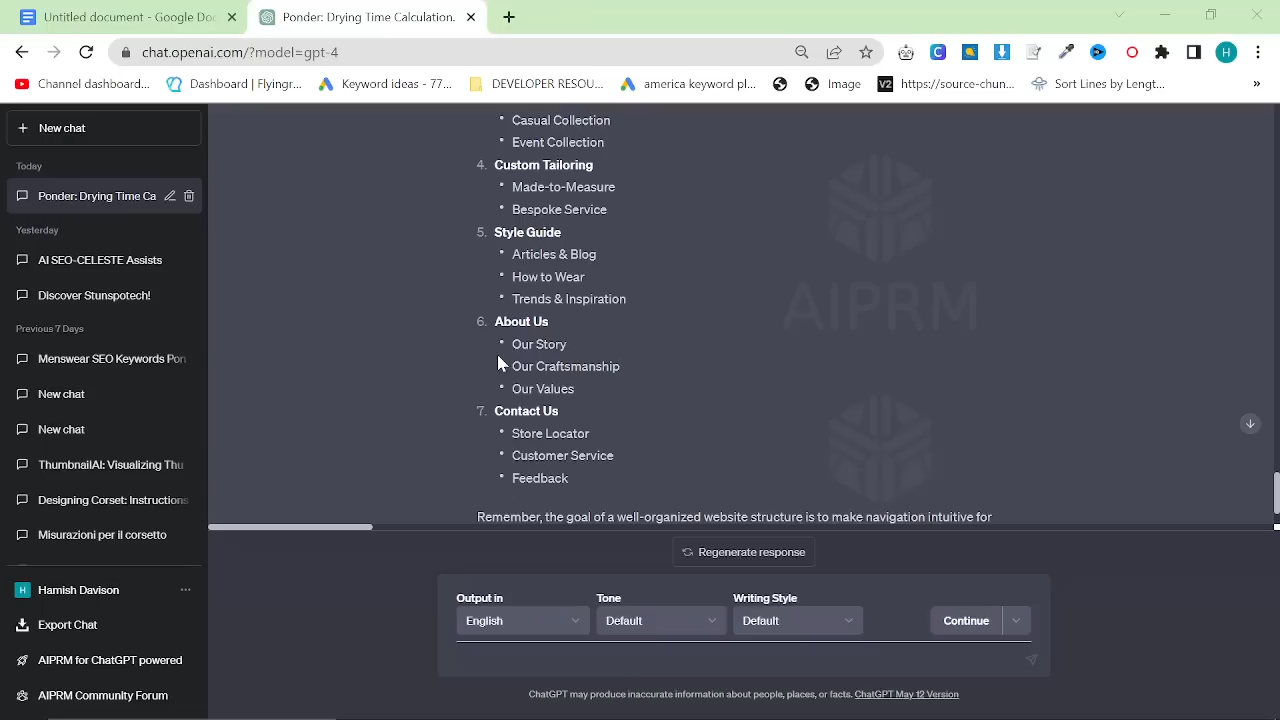 Untitled document - Google Doc
Ponder: Drying Time Calculation.
chat.openai.com/?model=gpt-4
H
Channel dashboard...
Dashboard | Flyingr...
Keyword ideas - 77...
DEVELOPER RESOU...
america keyword pl...
Image
V2
https://source-chun...
Sort Lines by Lengt...
»
New chat
Today
Ponder: Drying Time Ca
Yesterday
AI SEO-CELESTE Assists
Discover Stunspotech!
Previous 7 Days
Menswear SEO Keywords Pon
New chat
New chat
ThumbnailAI: Visualizing Thu
Designing Corset: Instructions
Misurazioni per il corsetto
H Hamish Davison ...
Export Chat
AIPRM for ChatGPT powered
AIPRM Community Forum
• Casual Collection
• Event Collection
4. Custom Tailoring
• Made-to-Measure
• Bespoke Service
5. Style Guide
• Articles & Blog
• How to Wear
• Trends & Inspiration
6. About Us
• Our Story
• Our Craftsmanship
• Our Values
7. Contact Us
• Store Locator
• Customer Service
• Feedback
Remember, the goal of a well-organized website structure is to make navigation intuitive for
AIPRM
Regenerate response
Output in
English
Tone
Default
Writing Style
Default
Continue
ChatGPT may produce inaccurate information about people, places, or facts. ChatGPT May 12 Version